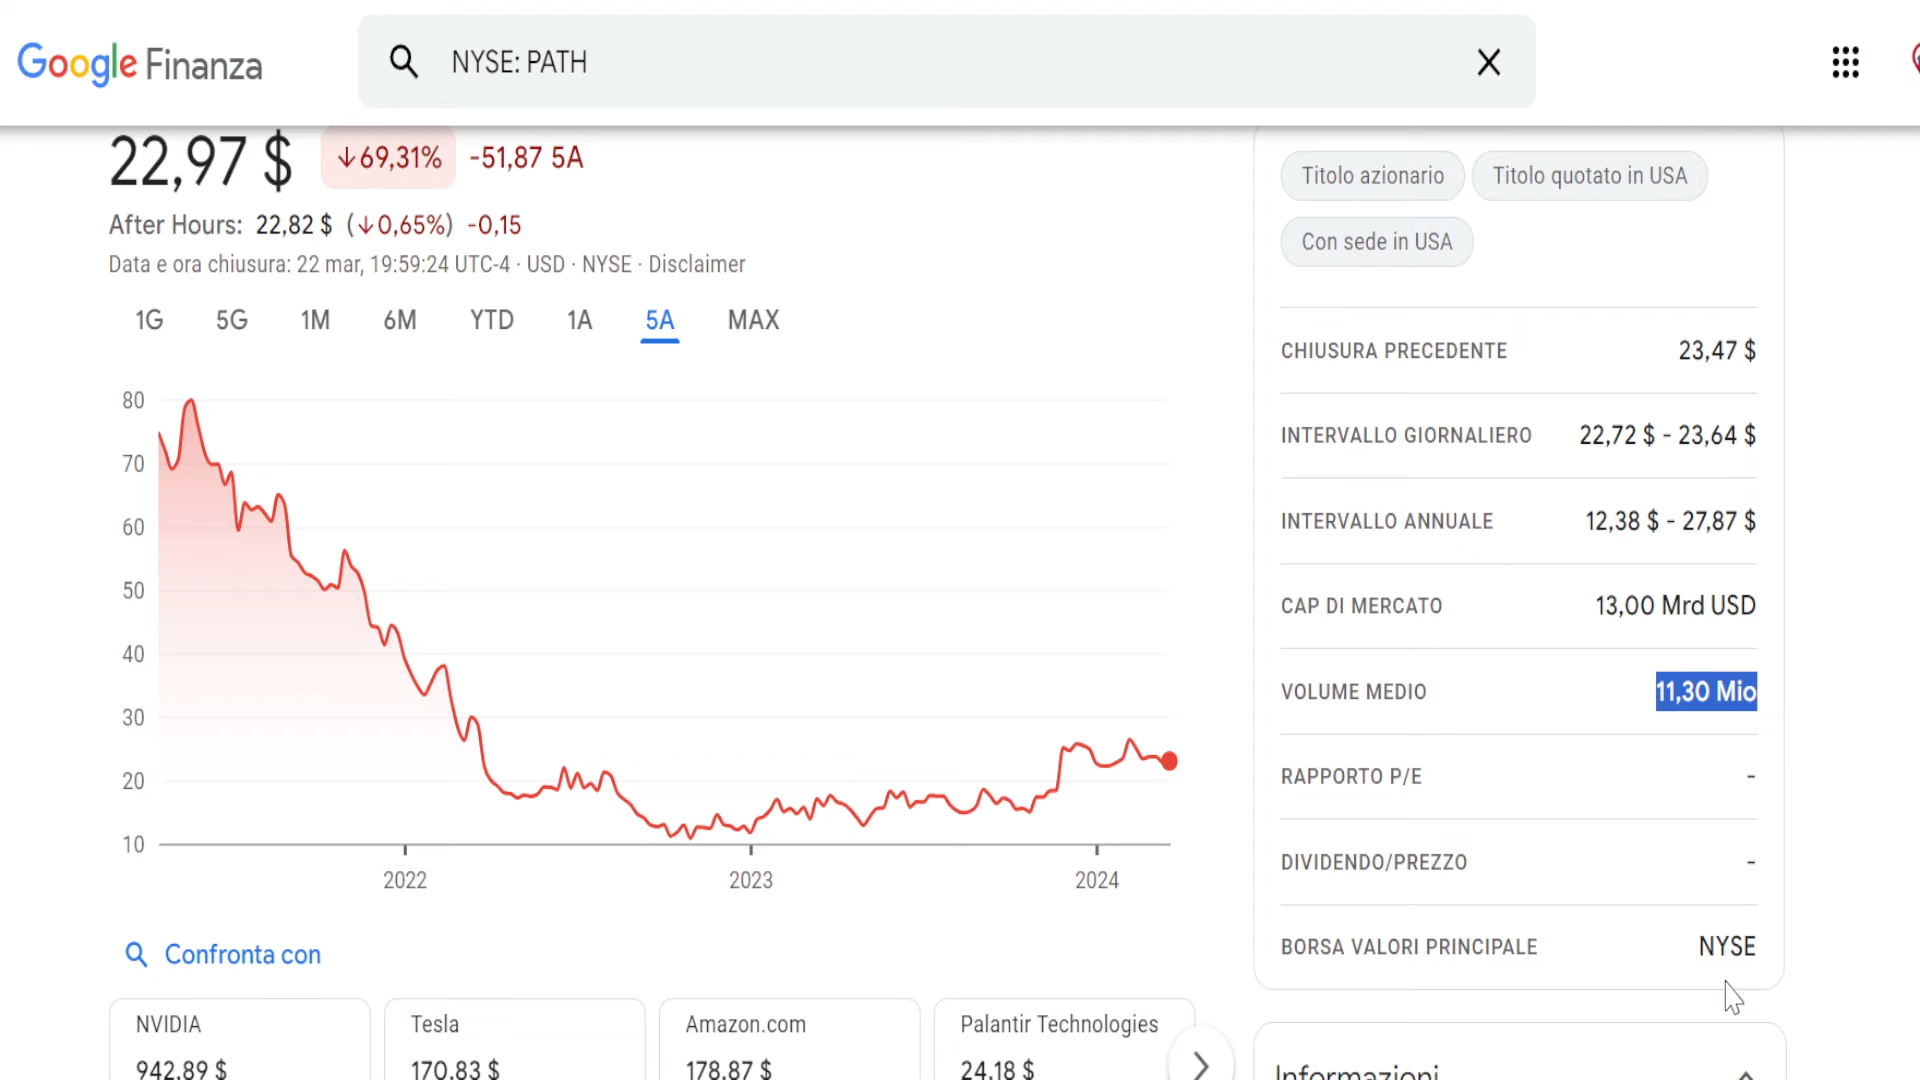 Google Finanza
NYSE: PATH
22,97 $ ↓69,31% -51,87 5A
After Hours: 22,82 $ (↓0,65%) -0,15
Data e ora chiusura: 22 mar, 19:59:24 UTC-4 · USD · NYSE · Disclaimer
1G 5G 1M 6M YTD 1A 5A MAX
80
70
60
50
40
30
20
10
2022 2023 2024
Confronta con
NVIDIA
942,89 $
Tesla
170,83 $
Amazon.com
178,87 $
Palantir Technologies
24,18 $
Titolo azionario Titolo quotato in USA
Con sede in USA
CHIUSURA PRECEDENTE 23,47 $
INTERVALLO GIORNALIERO 22,72 $ - 23,64 $
INTERVALLO ANNUALE 12,38 $ - 27,87 $
CAP DI MERCATO 13,00 Mrd USD
VOLUME MEDIO 11,30 Mio
RAPPORTO P/E -
DIVIDENDO/PREZZO -
BORSA VALORI PRINCIPALE NYSE
Informazioni